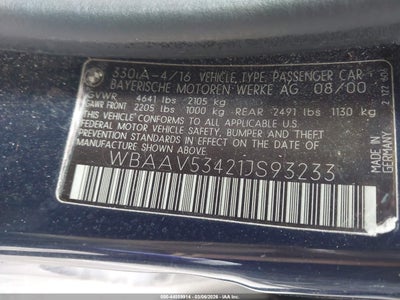 330iA-4/16 VEHICLE TYPE: PASSENGER CAR
BAYERISCHE MOTOREN WERKE AG 08/00
GVWR 4641 lbs 2105 kg
GAWR FRONT 2205 lbs 1000 kg REAR 2491 lbs 1130 kg
THIS VEHICLE CONFORMS TO ALL APPLICABLE
FEDERAL MOTOR VEHICLE SAFETY, BUMPER AND THEFT
PREVENTION STANDARDS IN EFFECT ON THE
DATE OF MANUFACTURE SHOWN ABOVE.
WBAAV53421JS93233
MADE IN
GERMANY